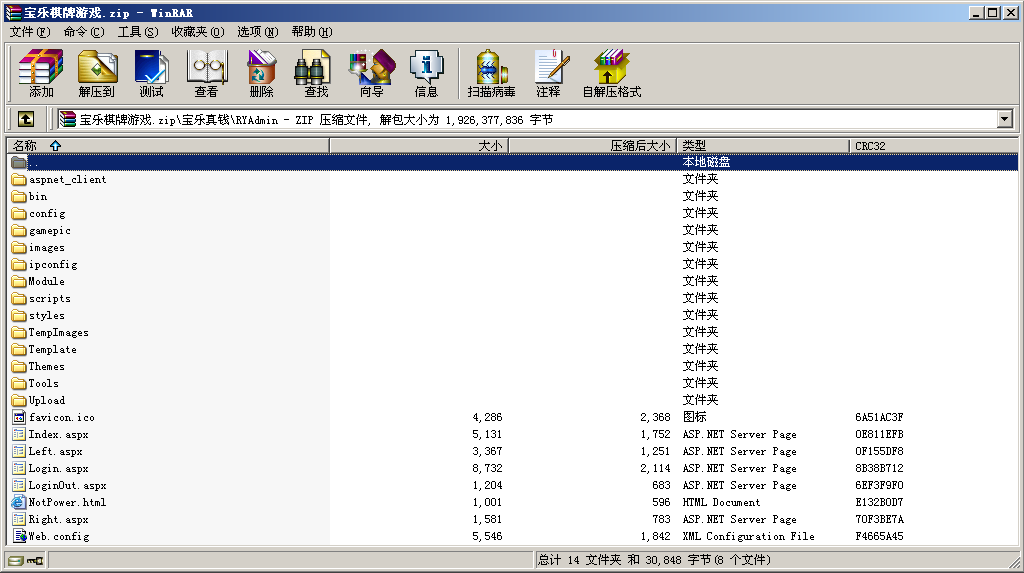 宝乐棋牌游戏.zip - WinRAR
文件(F) 命令(C) 工具(S) 收藏夹(O) 选项(N) 帮助(H)
添加 解压到 测试 查看 删除 查找 向导 信息 扫描病毒 注释 自解压格式
宝乐棋牌游戏.zip\宝乐真钱\RYAdmin - ZIP 压缩文件, 解包大小为 1,926,377,836 字节
名称 大小 压缩后大小 类型 CRC32
.. 本地磁盘
aspnet_client 文件夹
bin 文件夹
config 文件夹
gamepic 文件夹
images 文件夹
ipconfig 文件夹
Module 文件夹
scripts 文件夹
styles 文件夹
TempImages 文件夹
Template 文件夹
Themes 文件夹
Tools 文件夹
Upload 文件夹
favicon.ico 4,286 2,368 图标 6A51AC3F
Index.aspx 5,131 1,752 ASP.NET Server Page 0E811EFB
Left.aspx 3,367 1,251 ASP.NET Server Page 0F155DF8
Login.aspx 8,732 2,114 ASP.NET Server Page 8B38B712
LoginOut.aspx 1,204 683 ASP.NET Server Page 6EF3F9F0
NotPower.html 1,001 596 HTML Document E132B0D7
Right.aspx 1,581 783 ASP.NET Server Page 70F3BE7A
Web.config 5,546 1,842 XML Configuration File F4665A45
总计 14 文件夹 和 30,848 字节(8 个文件)